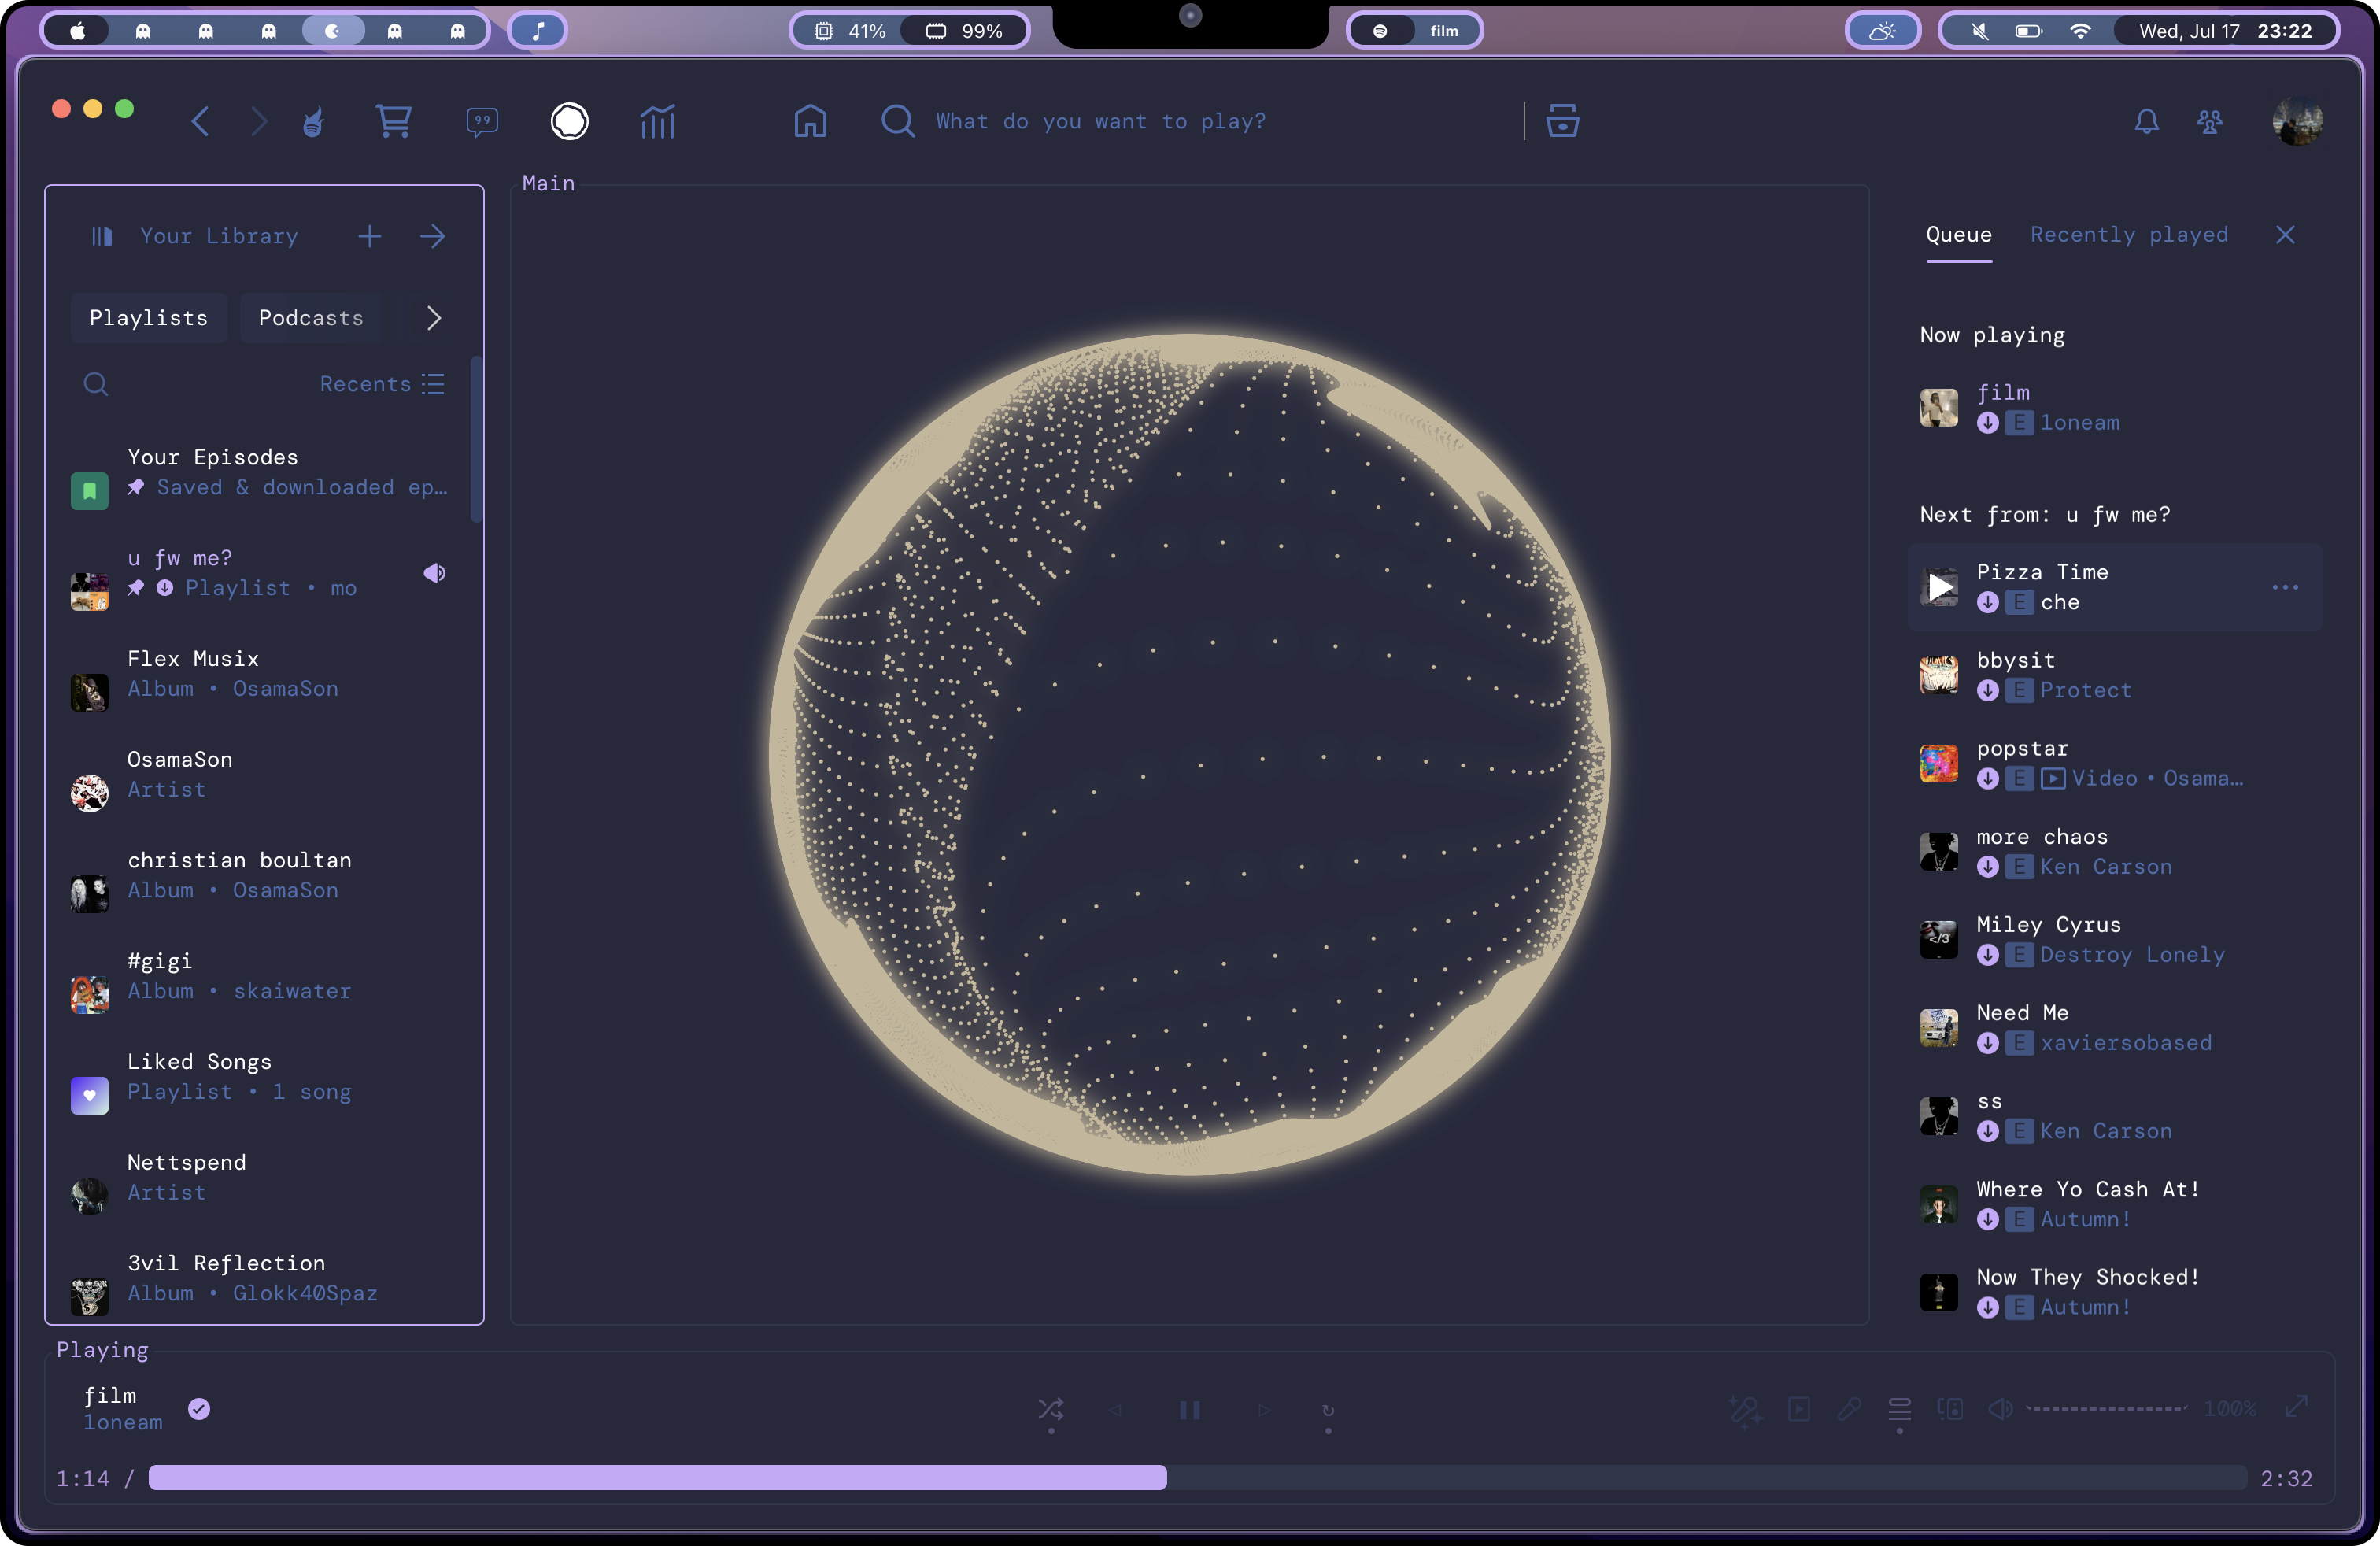 41%
99%
film
Wed, Jul 17 23:22
99
What do you want to play?
Your Library
Playlists
Podcasts
Recents
Your Episodes
Saved & downloaded ep…
u fw me?
Playlist • mo
Flex Musix
Album • OsamaSon
OsamaSon
Artist
christian boultan
Album • OsamaSon
#gigi
Album • skaiwater
Liked Songs
Playlist • 1 song
Nettspend
Artist
3vil Reflection
Album • Glokk40Spaz
Main
Queue
Recently played
Now playing
film
E 1oneam
Next from: u fw me?
Pizza Time
E che
bbysit
E Protect
popstar
E Video • Osama…
more chaos
E Ken Carson
Miley Cyrus
E Destroy Lonely
Need Me
E xaviersobased
ss
E Ken Carson
Where Yo Cash At!
E Autumn!
Now They Shocked!
E Autumn!
Playing
film
1oneam
100%
1:14 /
2:32